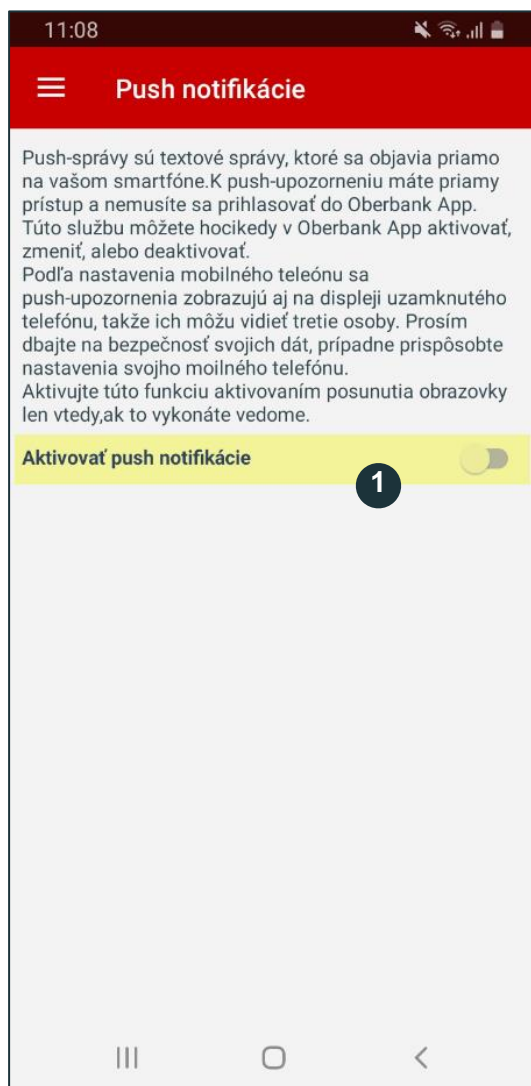 11:08
Push notifikácie
Push-správy sú textové správy, ktoré sa objavia priamo
na vašom smartfóne.K push-upozorneniu máte priamy
prístup a nemusíte sa prihlasovať do Oberbank App.
Túto službu môžete hocikedy v Oberbank App aktivovať,
zmeniť, alebo deaktivovať.
Podľa nastavenia mobilného teleónu sa
push-upozornenia zobrazujú aj na displeji uzamknutého
telefónu, takže ich môžu vidieť tretie osoby. Prosím
dbajte na bezpečnosť svojich dát, prípadne prispôsobte
nastavenia svojho moilného telefónu.
Aktivujte túto funkciu aktivovaním posunutia obrazovky
len vtedy,ak to vykonáte vedome.
Aktivovať push notifikácie
1